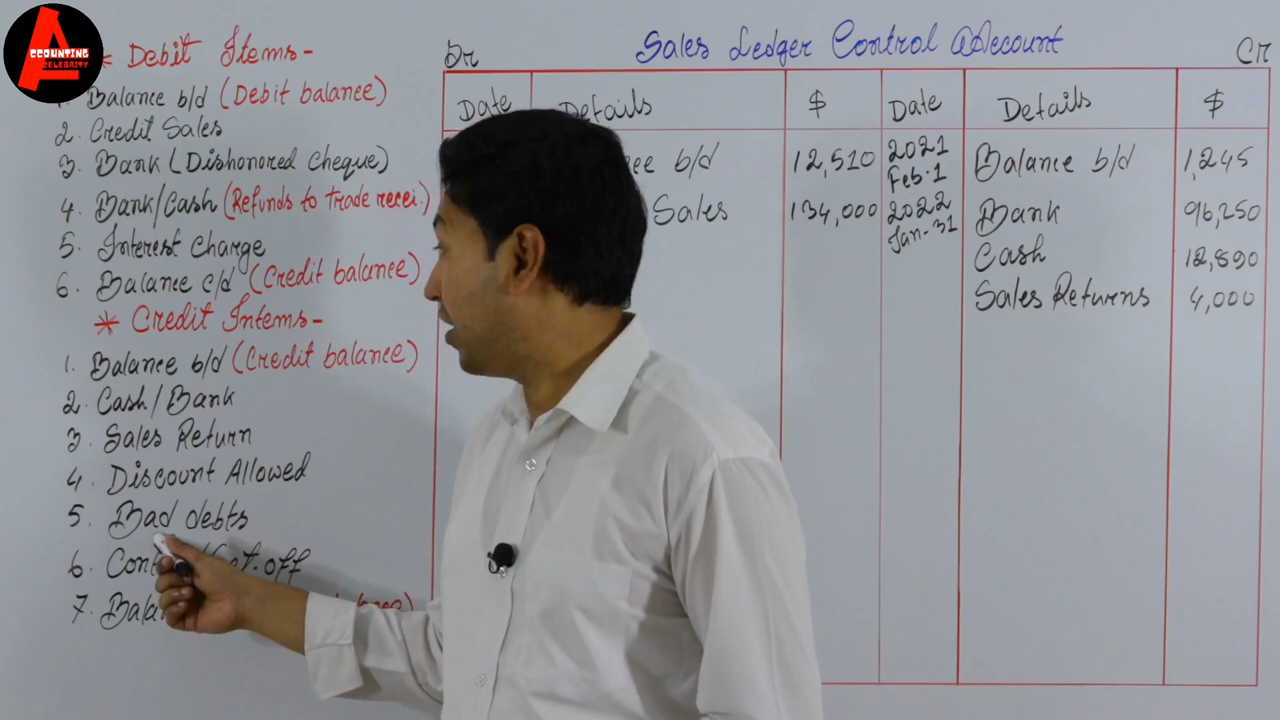 ACCOUNTING
CELEBRITY
* Debit Items-
1. Balance b/d (Debit balance)
2. Credit Sales
3. Bank (Dishonored cheque)
4. Bank/Cash (Refunds to trade recei.)
5. Interest Charge
6. Balance c/d (Credit balance)
* Credit Intems-
1. Balance b/d (Credit balance)
2. Cash/Bank
3. Sales Return
4. Discount Allowed
5. Bad debts
6. off
7.
Dr Sales Ledger Control Account Cr
Date Details $ Date Details $
b/d 12,510 2021 Feb-1 Balance b/d 1,245
Sales 134,000 2022 Jan-31 Bank 96,250
Cash 12,890
Sales Returns 4,000